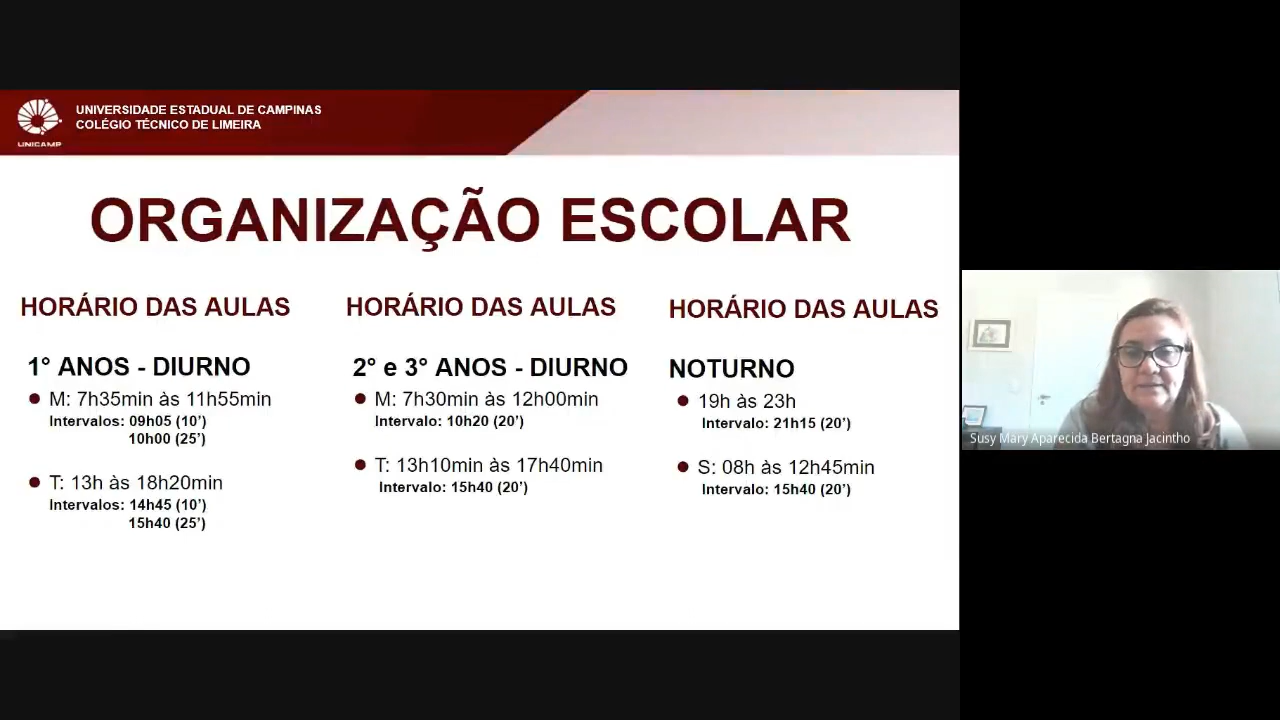 UNIVERSIDADE ESTADUAL DE CAMPINAS
COLÉGIO TÉCNICO DE LIMEIRA
UNICAMP
ORGANIZAÇÃO ESCOLAR
HORÁRIO DAS AULAS
1° ANOS - DIURNO
M: 7h35min às 11h55min
Intervalos: 09h05 (10’)
10h00 (25’)
T: 13h às 18h20min
Intervalos: 14h45 (10’)
15h40 (25’)
HORÁRIO DAS AULAS
2° e 3° ANOS - DIURNO
M: 7h30min às 12h00min
Intervalo: 10h20 (20’)
T: 13h10min às 17h40min
Intervalo: 15h40 (20’)
HORÁRIO DAS AULAS
NOTURNO
19h às 23h
Intervalo: 21h15 (20’)
S: 08h às 12h45min
Intervalo: 15h40 (20’)
Susy Mary Aparecida Bertagna Jacintho